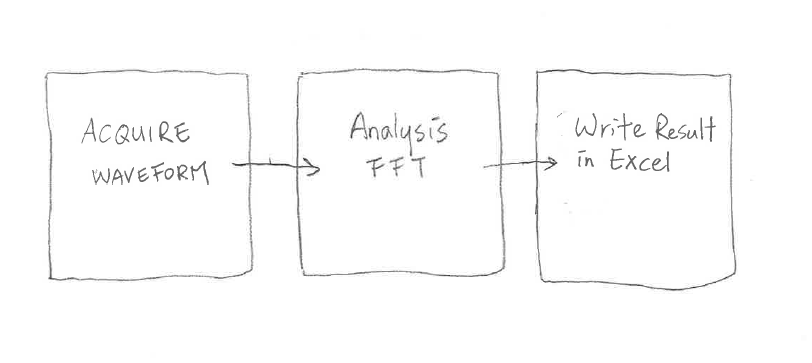 ACQUIRE
WAVEFORM
Analysis
FFT
Write Result
in Excel